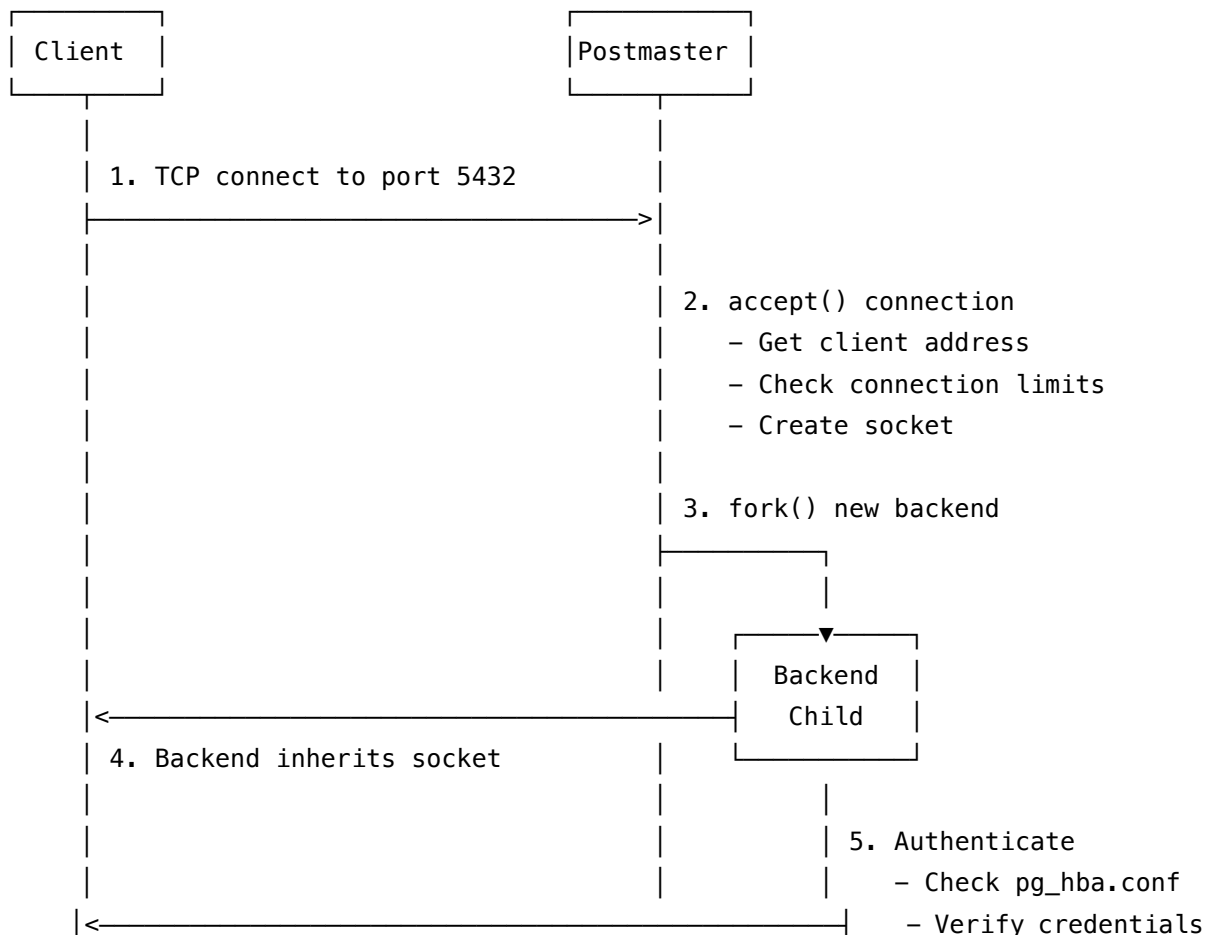 Client
Postmaster
1. TCP connect to port 5432
2. accept() connection
– Get client address
– Check connection limits
– Create socket
3. fork() new backend
Backend
Child
4. Backend inherits socket
5. Authenticate
– Check pg_hba.conf
– Verify credentials